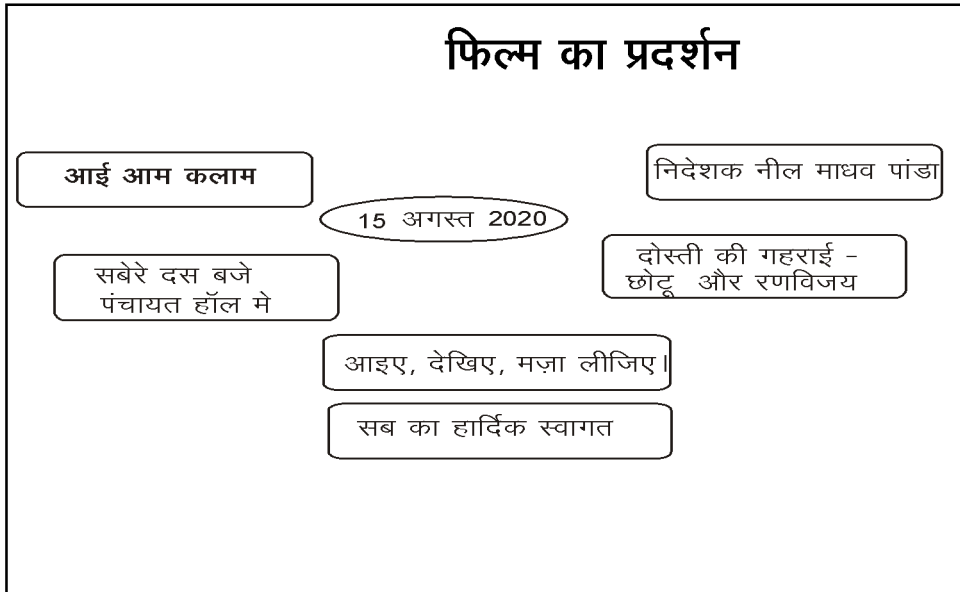 फिल्म का प्रदर्शन
आई आम कलाम
निदेशक नील माधव पांडा
15 अगस्त 2020
सबेरे दस बजे
पंचायत हॉल मे
दोस्ती की गहराई -
छोटू और रणविजय
आइए, देखिए, मज़ा लीजिए।
सब का हार्दिक स्वागत